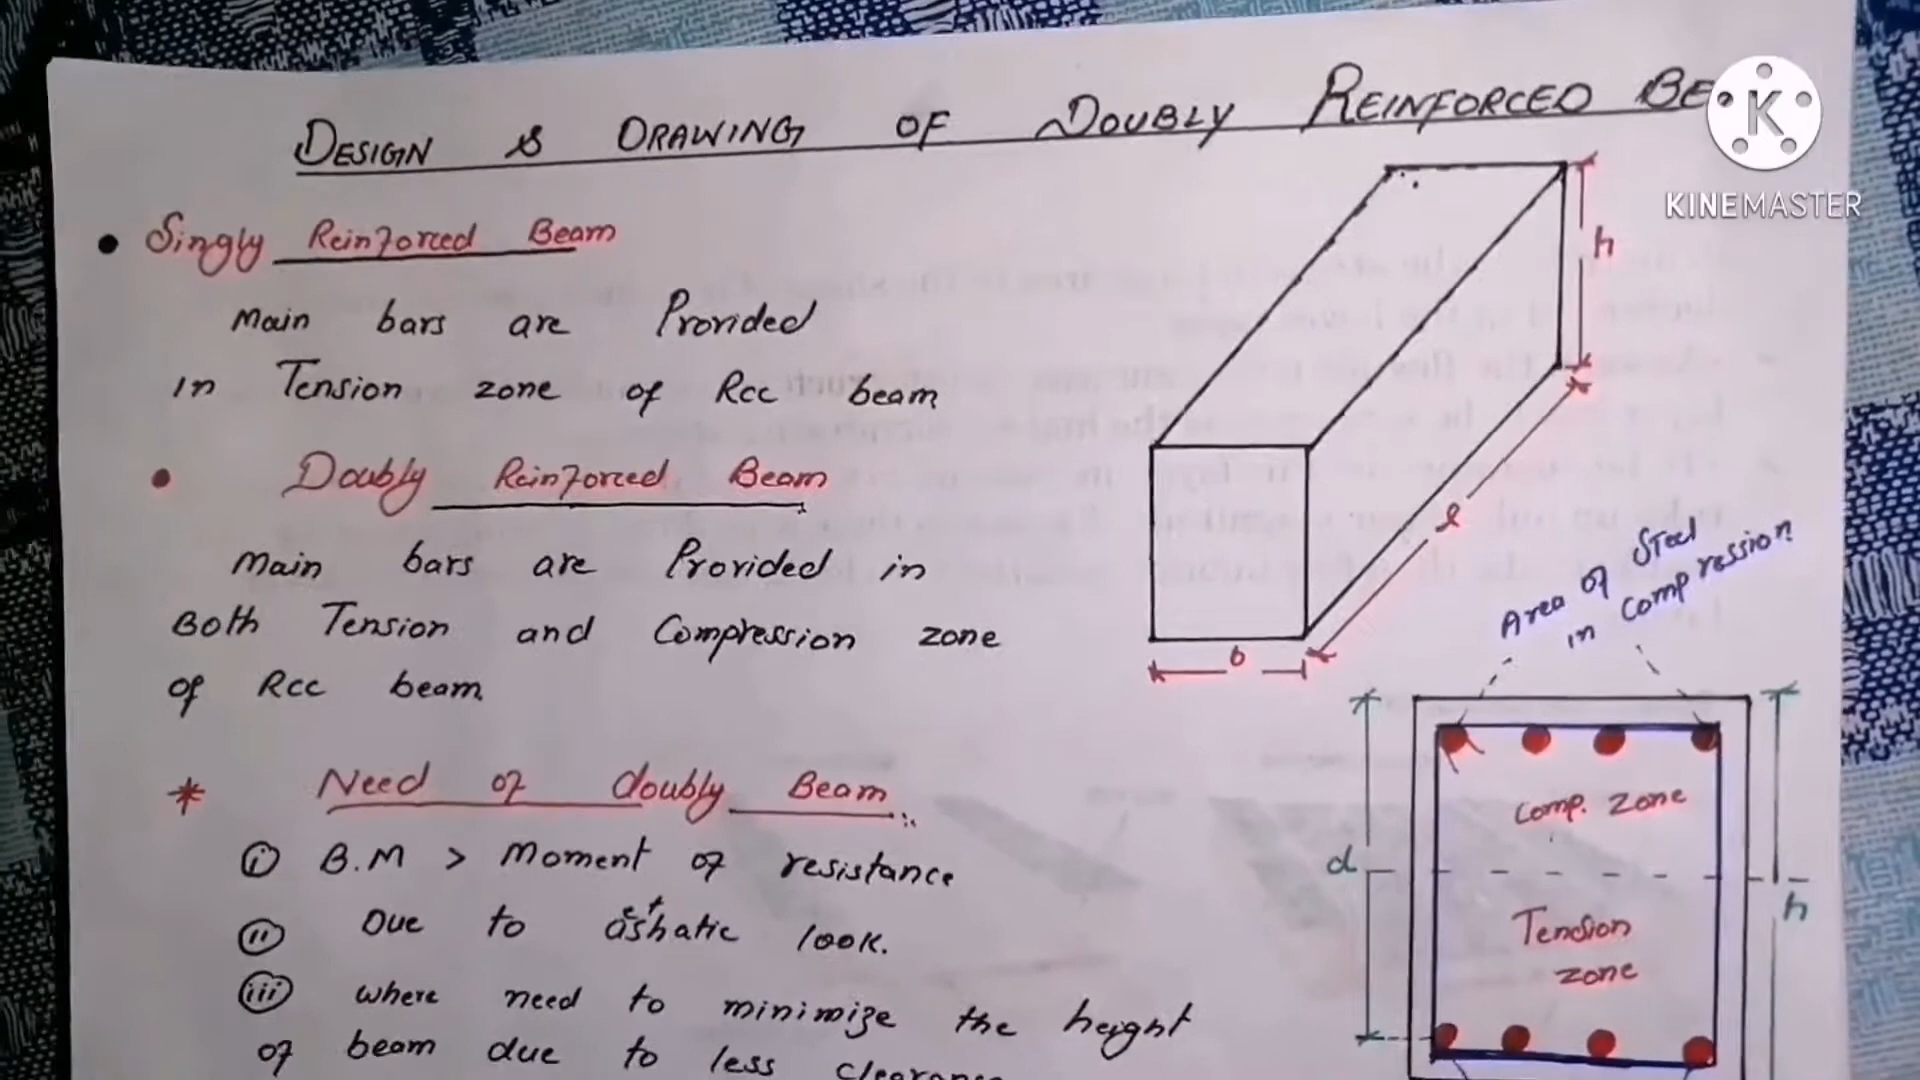 DESIGN & DRAWING OF DOUBLY REINFORCED BE
K
KINEMASTER
• Singly Reinforced Beam
Main bars are Provided
in Tension zone of Rcc beam
• Doubly Reinforced Beam
Main bars are Provided in
Both Tension and Compression zone
of Rcc beam
* Need of doubly Beam
(i) B.M > Moment of resistance
(ii) Due to ashatic look.
et
(iii) where need to minimize the height
of beam due to less clearance
h
l
b
Area of Steel
in Compression
Comp. zone
d
h
Tension
zone